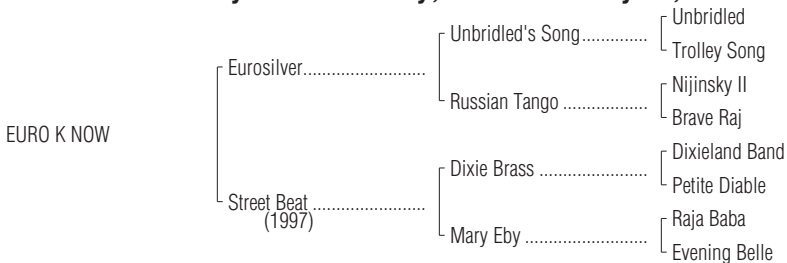 Unbridled
Unbridled's Song..............
Trolley Song
Eurosilver..........................
Nijinsky II
Russian Tango ..................
Brave Raj
EURO K NOW
Dixieland Band
Dixie Brass .......................
Petite Diable
Street Beat ........................
(1997)
Raja Baba
Mary Eby ..........................
Evening Belle